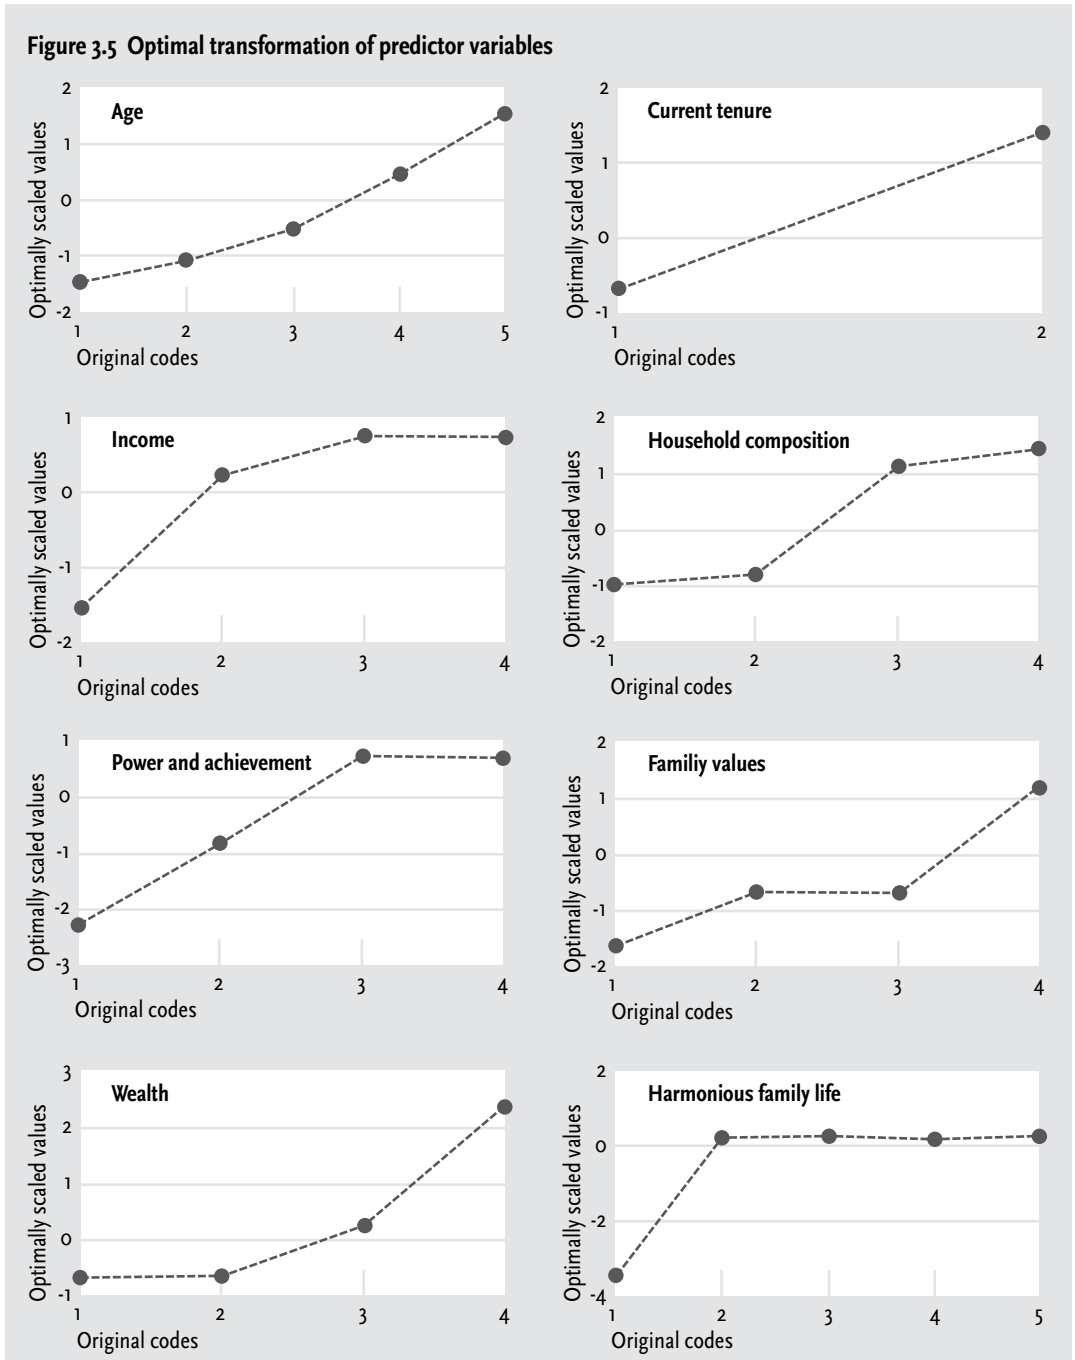 Figure 3.5 Optimal transformation of predictor variables
Age
Optimally scaled values
2
1
0
-1
-2
1 2 3 4 5
Original codes
Current tenure
Optimally scaled values
2
1
0
-1
1 2
Original codes
Income
Optimally scaled values
1
0
-1
-2
1 2 3 4
Original codes
Household composition
Optimally scaled values
2
1
0
-1
-2
1 2 3 4
Original codes
Power and achievement
Optimally scaled values
1
0
-1
-2
-3
1 2 3 4
Original codes
Familiy values
Optimally scaled values
2
1
0
-1
-2
1 2 3 4
Original codes
Wealth
Optimally scaled values
3
2
1
0
-1
1 2 3 4
Original codes
Harmonious family life
Optimally scaled values
2
0
-2
-4
1 2 3 4 5
Original codes